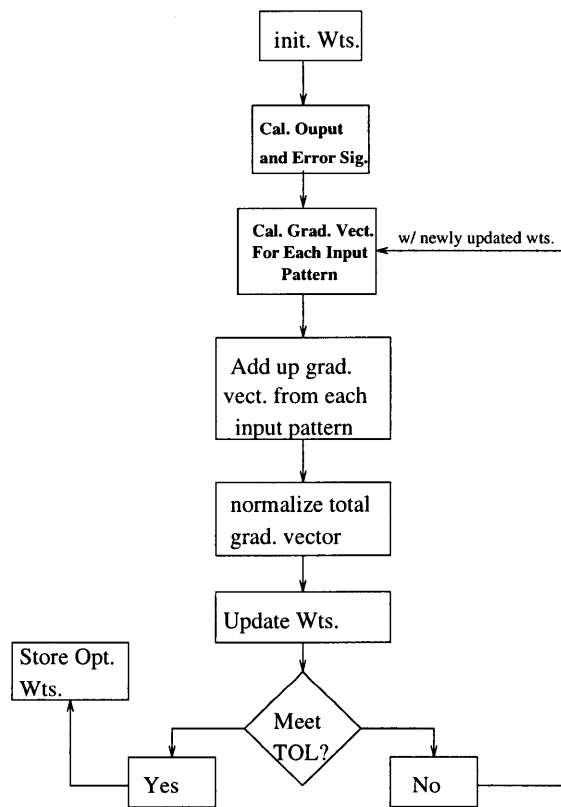 init. Wts.
Cal. Ouput
and Error Sig.
Cal. Grad. Vect.
For Each Input
Pattern
w/ newly updated wts.
Add up grad.
vect. from each
input pattern
normalize total
grad. vector
Update Wts.
Store Opt.
Wts.
Meet
TOL?
Yes
No